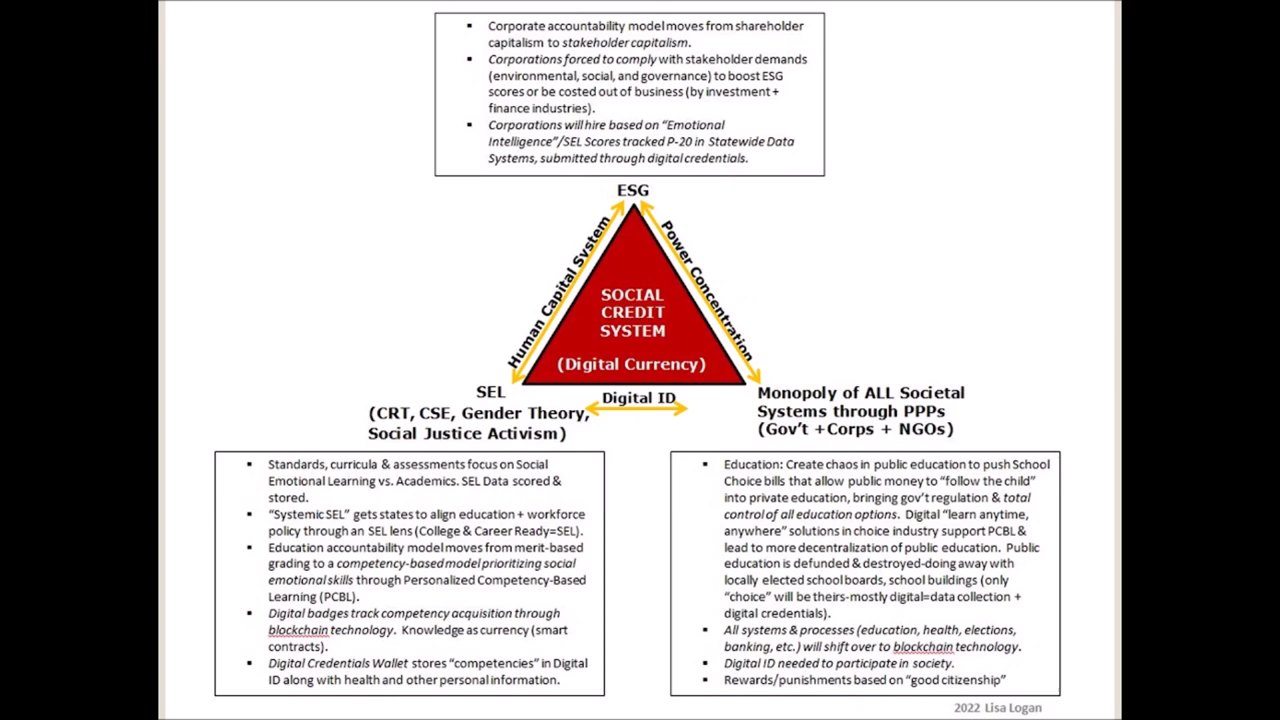 ▪ Corporate accountability model moves from shareholder
capitalism to stakeholder capitalism.
▪ Corporations forced to comply with stakeholder demands
(environmental, social, and governance) to boost ESG
scores or be costed out of business (by investment +
finance industries).
▪ Corporations will hire based on “Emotional
Intelligence”/SEL Scores tracked P-20 in Statewide Data
Systems, submitted through digital credentials.
ESG
Human Capital System
Power Concentration
SOCIAL
CREDIT
SYSTEM
(Digital Currency)
Digital ID
SEL
(CRT, CSE, Gender Theory,
Social Justice Activism)
Monopoly of ALL Societal
Systems through PPPs
(Gov’t +Corps + NGOs)
▪ Standards, curricula & assessments focus on Social
Emotional Learning vs. Academics. SEL Data scored &
stored.
▪ “Systemic SEL” gets states to align education + workforce
policy through an SEL lens (College & Career Ready=SEL).
▪ Education accountability model moves from merit-based
grading to a competency-based model prioritizing social
emotional skills through Personalized Competency-Based
Learning (PCBL).
▪ Digital badges track competency acquisition through
blockchain technology. Knowledge as currency (smart
contracts).
▪ Digital Credentials Wallet stores “competencies” in Digital
ID along with health and other personal information.
▪ Education: Create chaos in public education to push School
Choice bills that allow public money to “follow the child”
into private education, bringing gov’t regulation & total
control of all education options. Digital “learn anytime,
anywhere” solutions in choice industry support PCBL &
lead to more decentralization of public education. Public
education is defunded & destroyed-doing away with
locally elected school boards, school buildings (only
“choice” will be theirs-mostly digital=data collection +
digital credentials).
▪ All systems & processes (education, health, elections,
banking, etc.) will shift over to blockchain technology.
▪ Digital ID needed to participate in society.
▪ Rewards/punishments based on “good citizenship”
2022 Lisa Logan